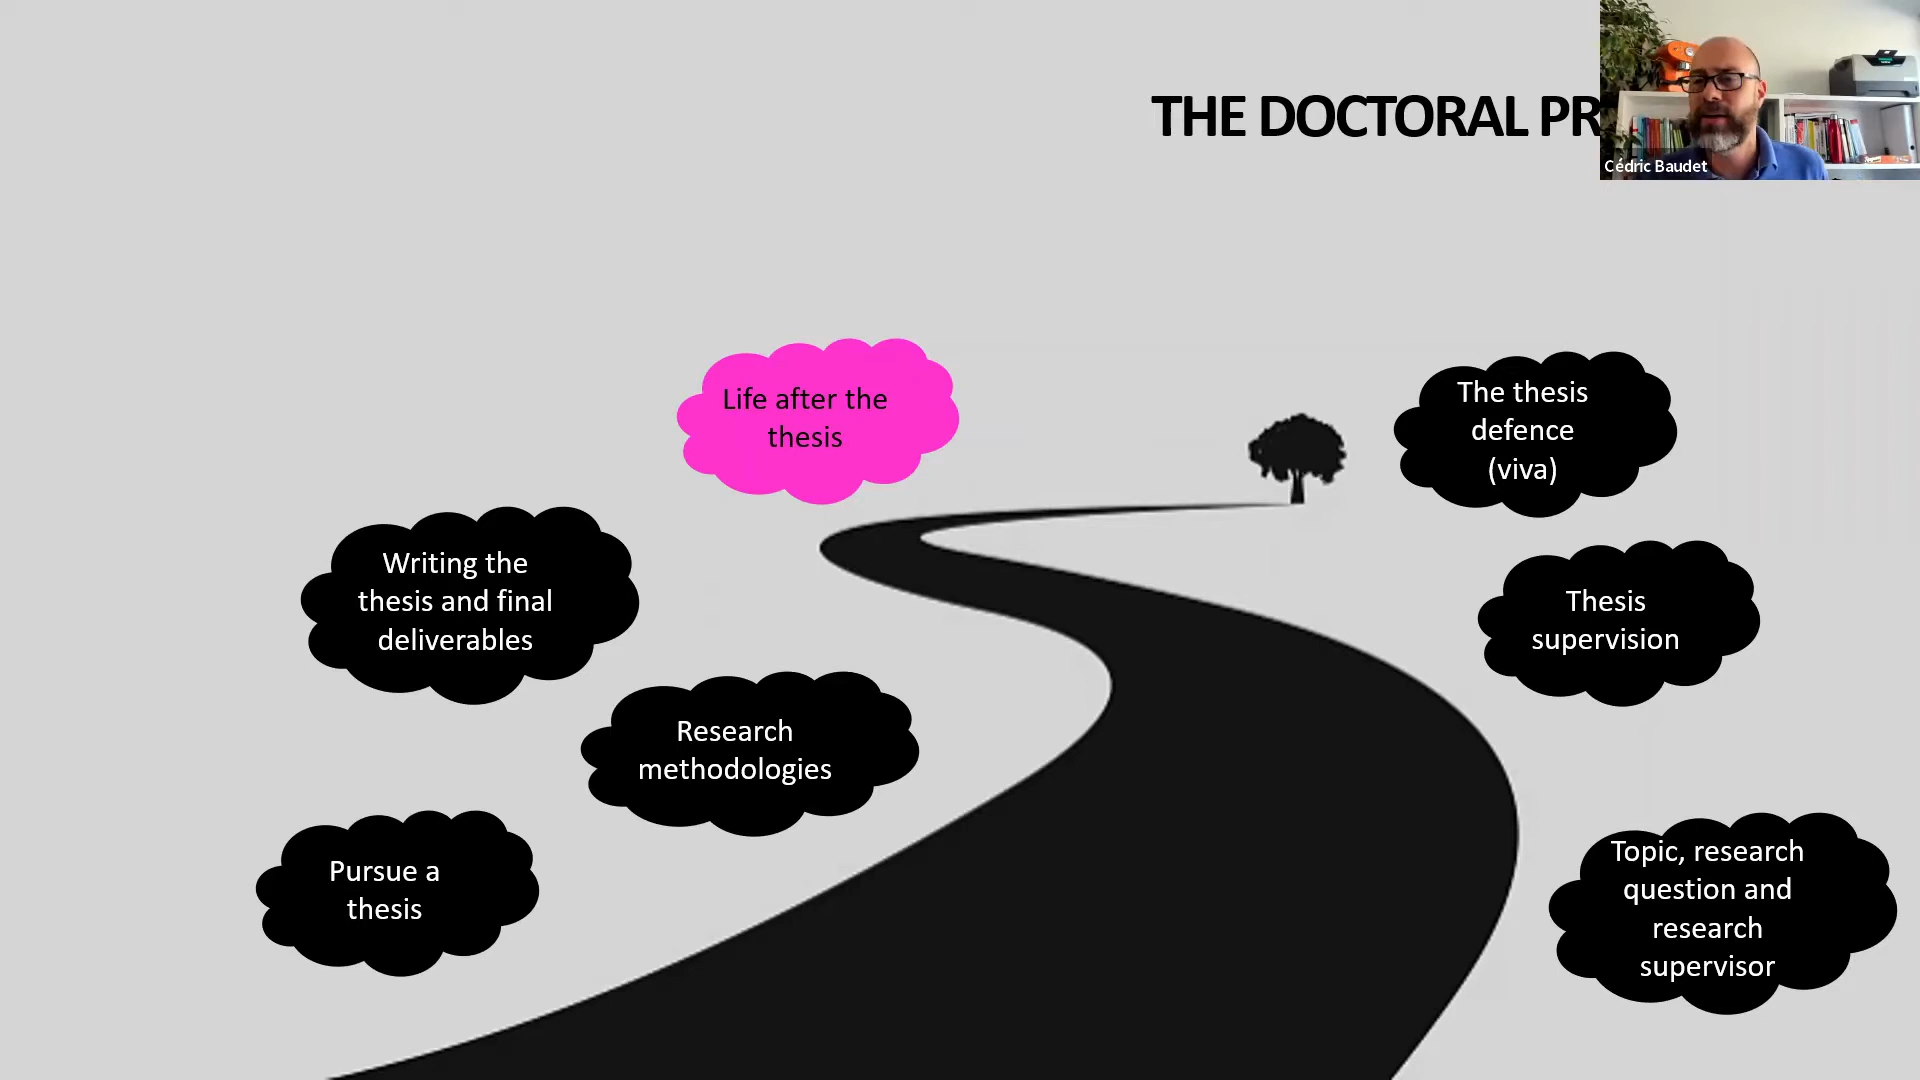 THE DOCTORAL PR
Cédric Baudet
Life after the
thesis
The thesis
defence
(viva)
Writing the
thesis and final
deliverables
Thesis
supervision
Research
methodologies
Pursue a
thesis
Topic, research
question and
research
supervisor